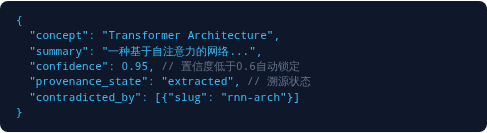 {
"concept": "Transformer Architecture",
"summary": "一种基于自注意力的网络...",
"confidence": 0.95, // 置信度低于0.6自动锁定
"provenance_state": "extracted", // 溯源状态
"contradicted_by": [{"slug": "rnn-arch"}]
}